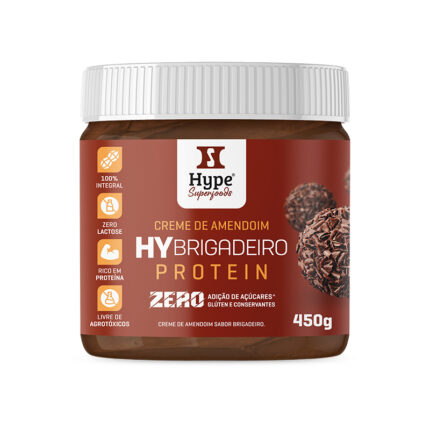 Hype®
Superfoods
100%
INTEGRAL
ZERO
LACTOSE
RICO EM
PROTEÍNA
LIVRE DE
AGROTÓXICOS
CREME DE AMENDOIM
HYBRIGADEIRO
PROTEIN
ZERO ADIÇÃO DE AÇÚCARES*
GLÚTEN E CONSERVANTES
CREME DE AMENDOIM SABOR BRIGADEIRO.
450g